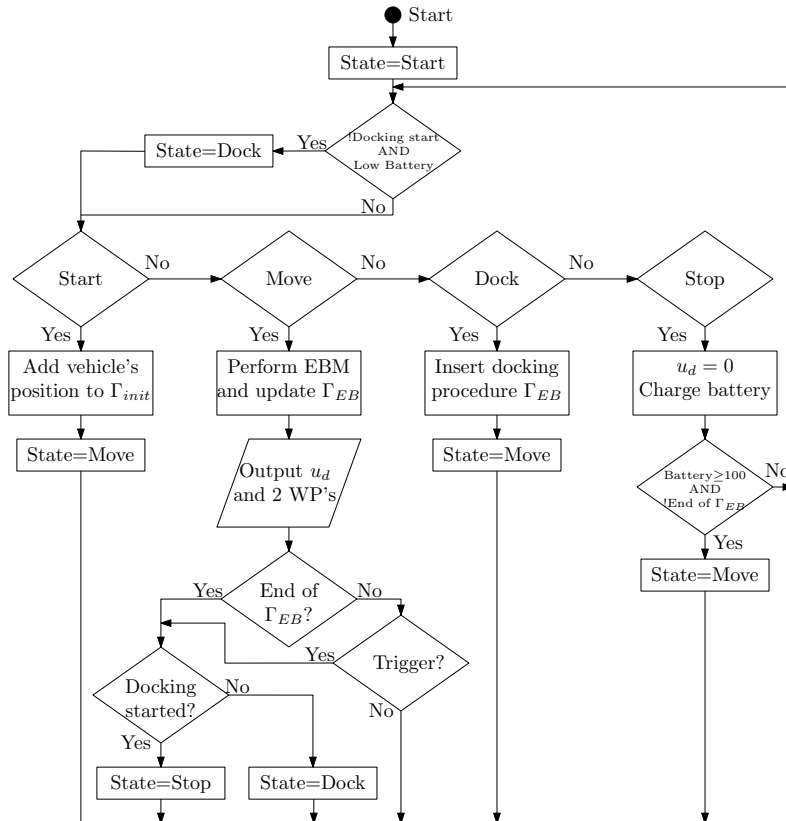 Start
State=Start
!Docking start
AND
Low Battery
Yes
State=Dock
No
Start
No
Move
No
Dock
No
Stop
Yes
Yes
Yes
Yes
Add vehicle's
position to Γ_init
Perform EBM
and update Γ_EB
Insert docking
procedure Γ_EB
u_d = 0
Charge battery
State=Move
Output u_d
and 2 WP's
State=Move
Battery≥100
AND
!End of Γ_EB
No
Yes
State=Move
End of
Γ_EB?
Yes
No
Trigger?
Yes
No
Docking
started?
No
Yes
State=Stop
State=Dock